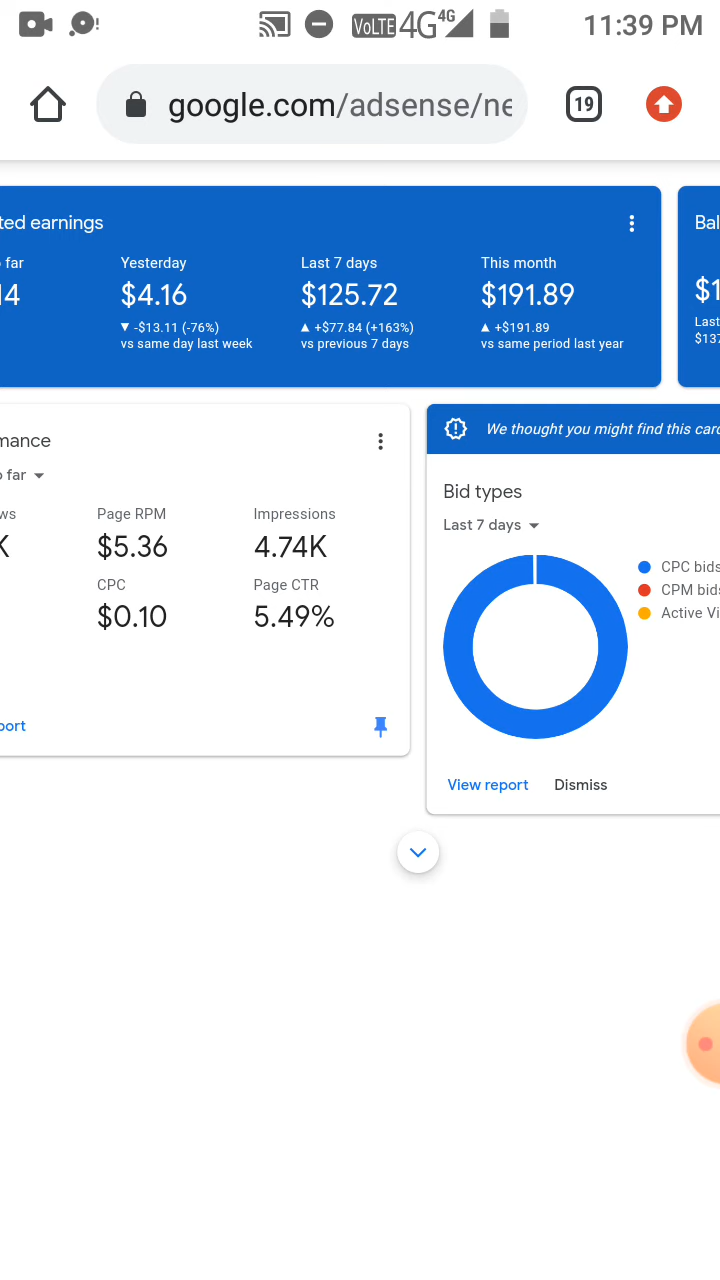 VoLTE 4G 4G 11:39 PM
google.com/adsense/ne
19
ted earnings
far Yesterday Last 7 days This month
14 $4.16 $125.72 $191.89
▼ -$13.11 (-76%) ▲ +$77.84 (+163%) ▲ +$191.89
vs same day last week vs previous 7 days vs same period last year
Bal
$1
Last
$137
mance
far
ws Page RPM Impressions
K $5.36 4.74K
CPC Page CTR
$0.10 5.49%
port
We thought you might find this card
Bid types
Last 7 days
CPC bids
CPM bids
Active Vi
View report Dismiss